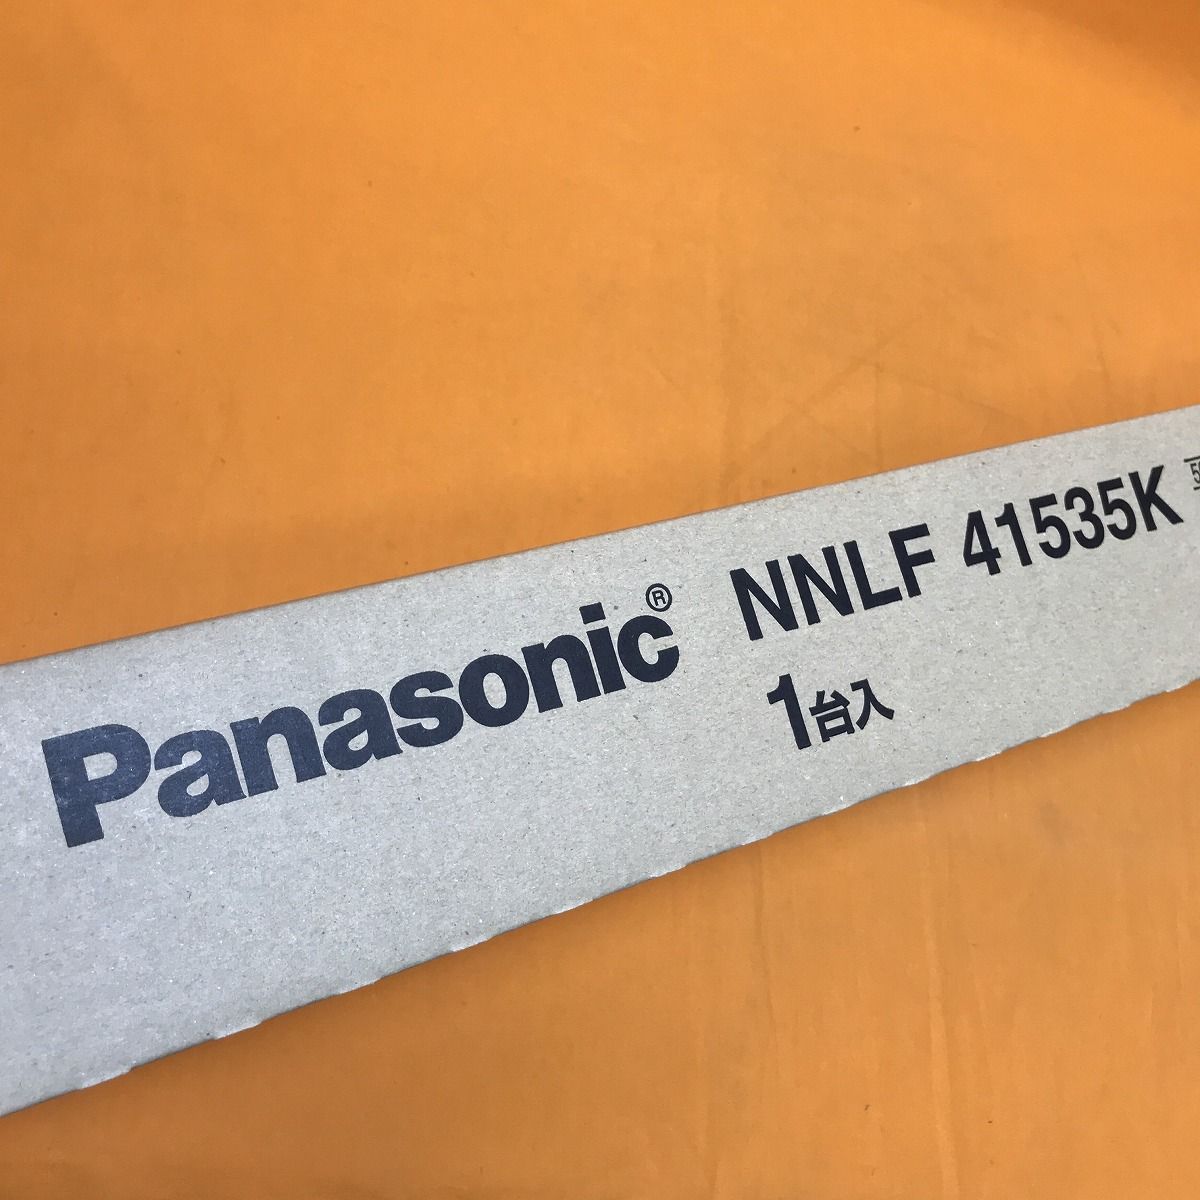 Panasonic®
NNLF 41535K
1台入